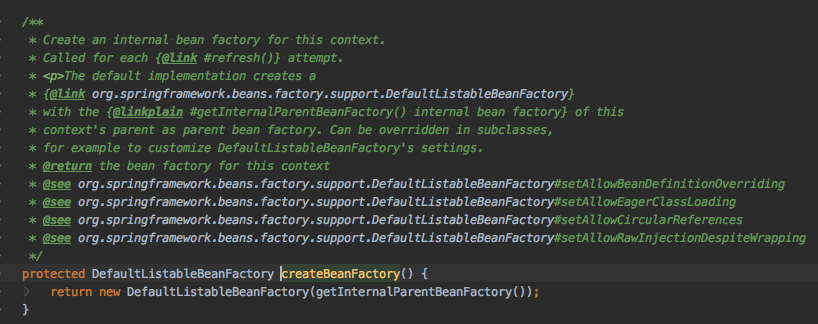 /**
 * Create an internal bean factory for this context.
 * Called for each {@link #refresh()} attempt.
 * <p>The default implementation creates a
 * {@link org.springframework.beans.factory.support.DefaultListableBeanFactory}
 * with the {@linkplain #getInternalParentBeanFactory() internal bean factory} of this
 * context's parent as parent bean factory. Can be overridden in subclasses,
 * for example to customize DefaultListableBeanFactory's settings.
 * @return the bean factory for this context
 * @see org.springframework.beans.factory.support.DefaultListableBeanFactory#setAllowBeanDefinitionOverriding
 * @see org.springframework.beans.factory.support.DefaultListableBeanFactory#setAllowEagerClassLoading
 * @see org.springframework.beans.factory.support.DefaultListableBeanFactory#setAllowCircularReferences
 * @see org.springframework.beans.factory.support.DefaultListableBeanFactory#setAllowRawInjectionDespiteWrapping
 */
protected DefaultListableBeanFactory createBeanFactory() {
    return new DefaultListableBeanFactory(getInternalParentBeanFactory());
}